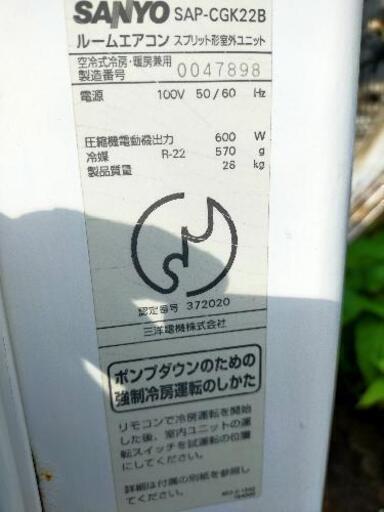 SANYO SAP-CGK22B
ルームエアコン スプリット形室外ユニット
空冷式冷房・暖房兼用
製造番号 0047898
電源 100V 50/60 Hz
圧縮機電動機出力 600 W
冷媒 R-22 570 g
製品質量 26 kg
認定番号 372020
三洋電機株式会社
ポンプダウンのための
強制冷房運転のしかた
リモコンで冷房運転を開始
した後、室内ユニットの運
転スイッチを試運転の位置
にしてください。
詳細は付属の別紙を参照し
てください。